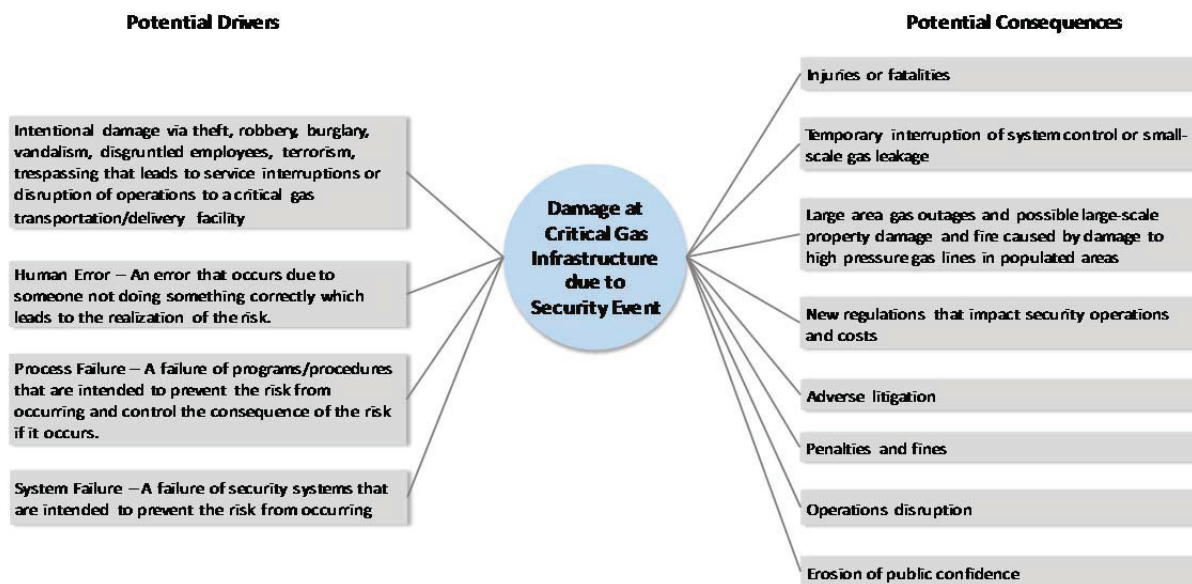 Potential Drivers
Intentional damage via theft, robbery, burglary,
vandalism, disgruntled employees, terrorism,
trespassing that leads to service interruptions or
disruption of operations to a critical gas
transportation/delivery facility
Human Error – An error that occurs due to
someone not doing something correctly which
leads to the realization of the risk.
Process Failure – A failure of programs/procedures
that are intended to prevent the risk from
occurring and control the consequence of the risk
if it occurs.
System Failure – A failure of security systems that
are intended to prevent the risk from occurring
Damage at
Critical Gas
Infrastructure
due to
Security Event
Potential Consequences
Injuries or fatalities
Temporary interruption of system control or small-
scale gas leakage
Large area gas outages and possible large-scale
property damage and fire caused by damage to
high pressure gas lines in populated areas
New regulations that impact security operations
and costs
Adverse litigation
Penalties and fines
Operations disruption
Erosion of public confidence